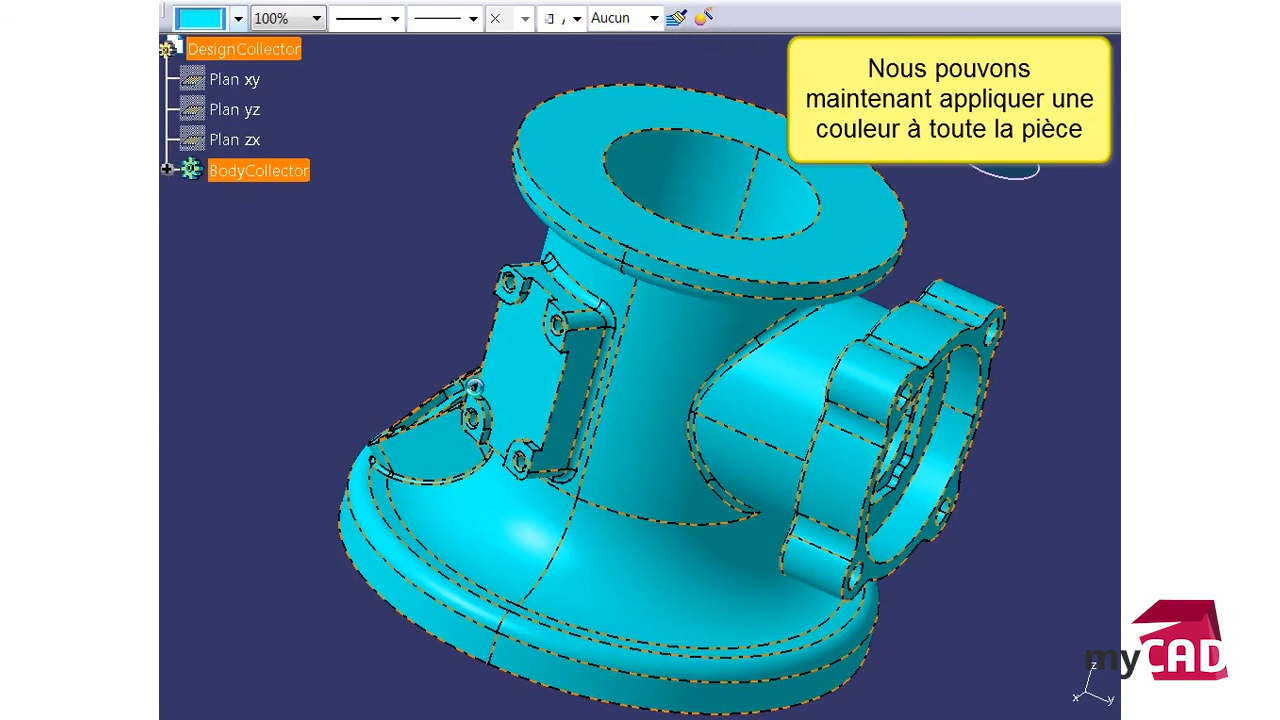 100%
Aucun
DesignCollector
Plan xy
Plan yz
Plan zx
BodyCollector
Nous pouvons
maintenant appliquer une
couleur à toute la pièce
myCAD
z
x
y